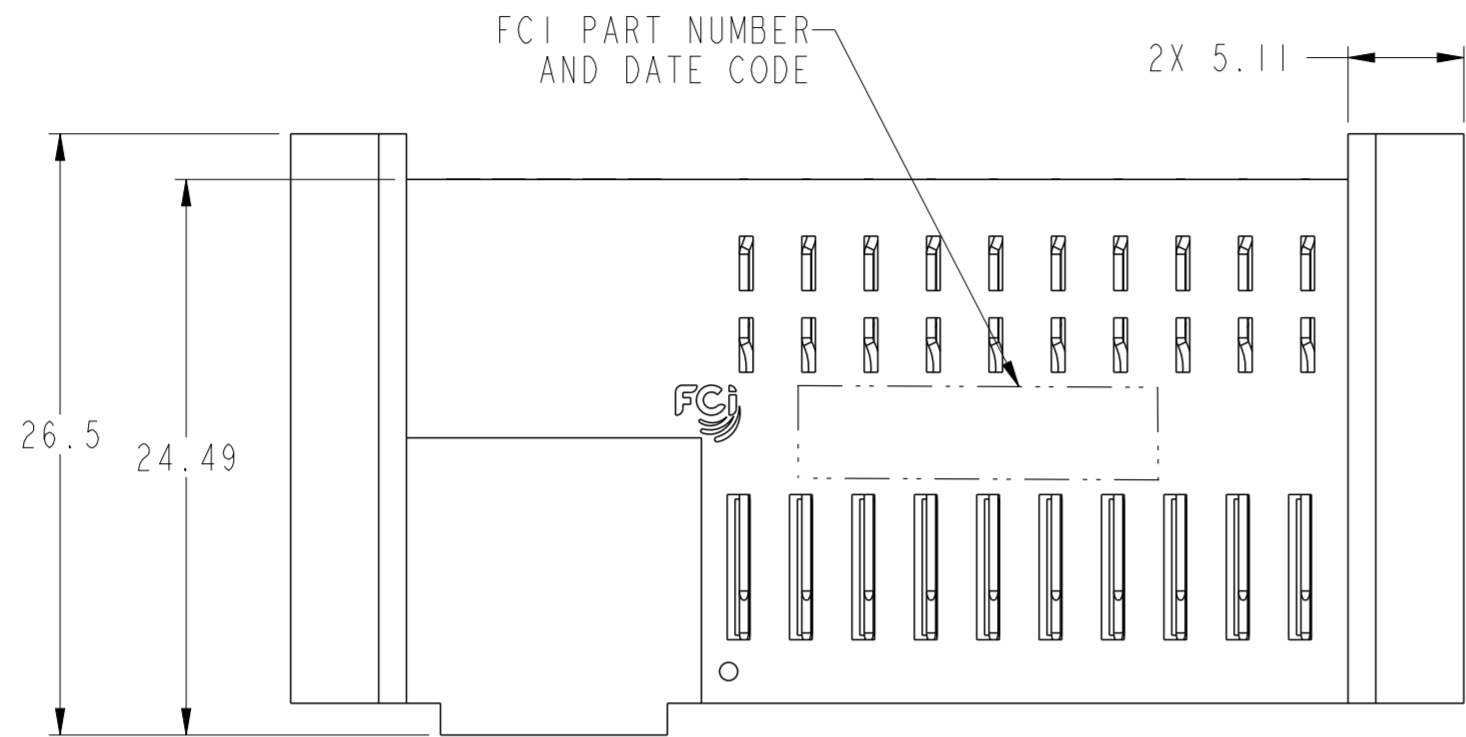 FCI PART NUMBER
AND DATE CODE
2X 5.11
26.5
24.49
FCi